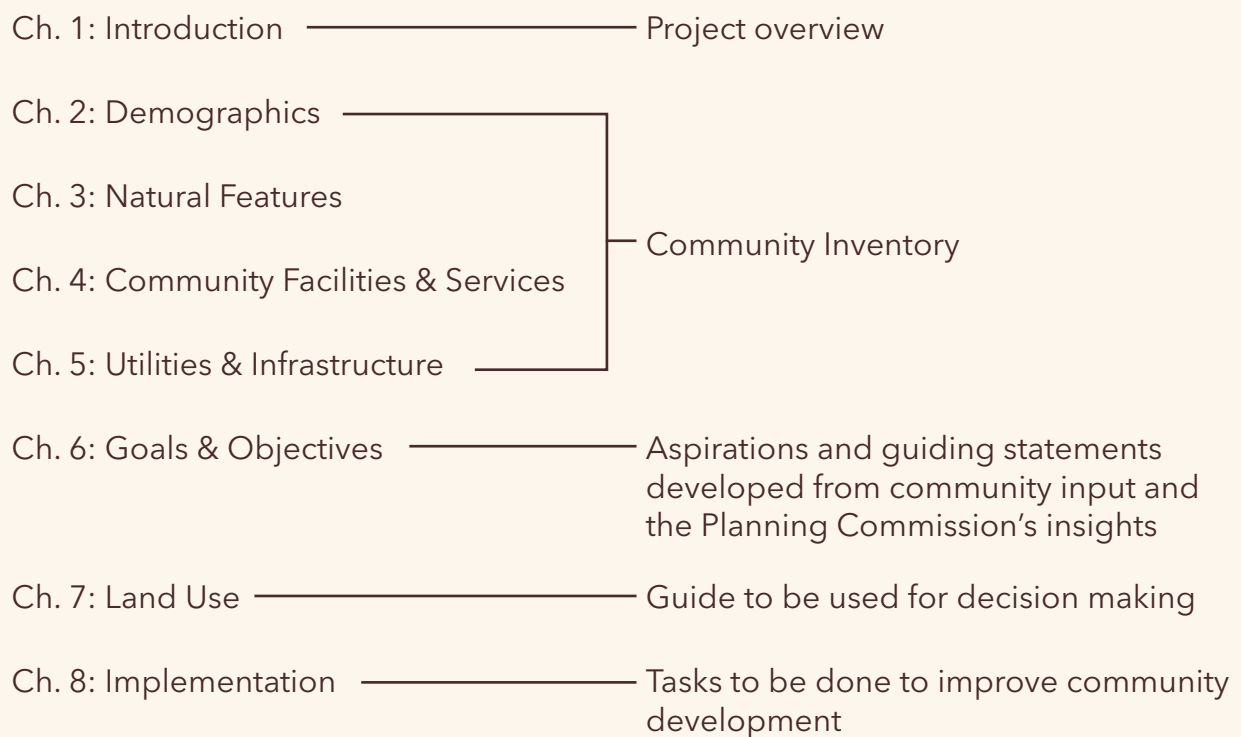 Ch. 1: Introduction
Project overview
Ch. 2: Demographics
Ch. 3: Natural Features
Community Inventory
Ch. 4: Community Facilities & Services
Ch. 5: Utilities & Infrastructure
Ch. 6: Goals & Objectives
Aspirations and guiding statements
developed from community input and
the Planning Commission’s insights
Ch. 7: Land Use
Guide to be used for decision making
Ch. 8: Implementation
Tasks to be done to improve community
development